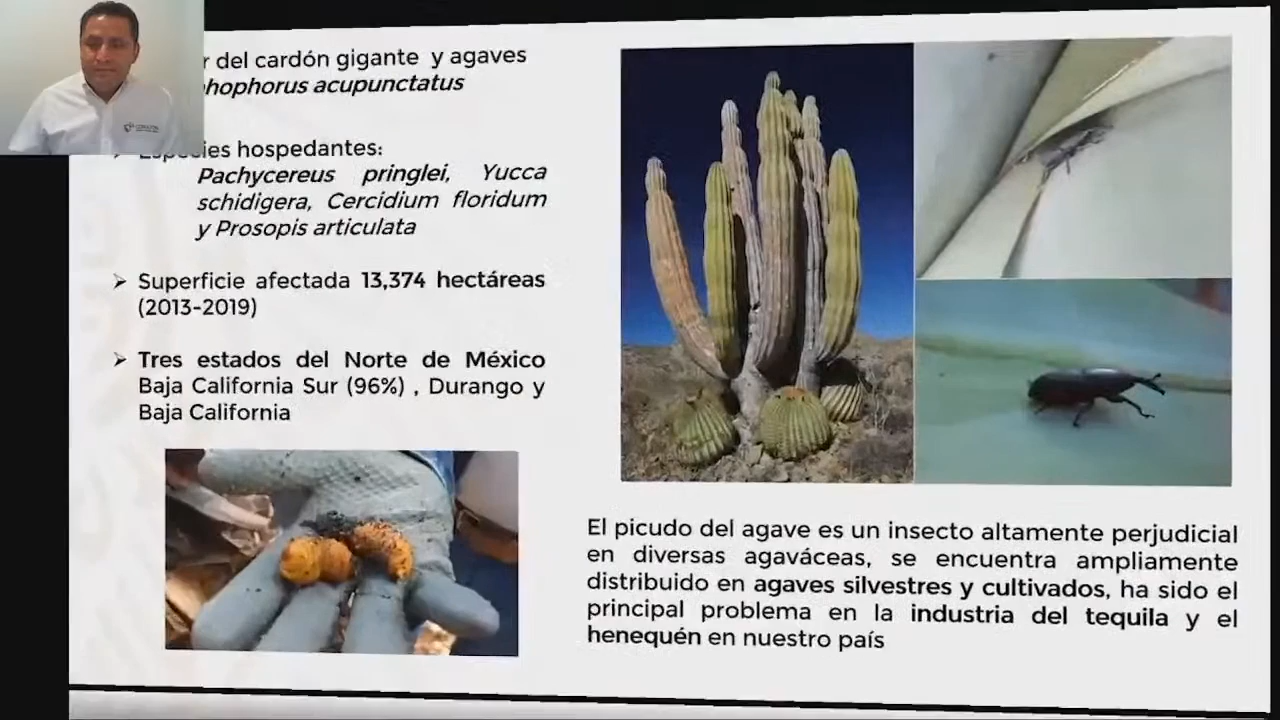 r del cardón gigante y agaves
hophorus acupunctatus
➢ Especies hospedantes:
Pachycereus pringlei, Yucca
schidigera, Cercidium floridum
y Prosopis articulata
➢ Superficie afectada 13,374 hectáreas
(2013-2019)
➢ Tres estados del Norte de México
Baja California Sur (96%) , Durango y
Baja California
El picudo del agave es un insecto altamente perjudicial
en diversas agaváceas, se encuentra ampliamente
distribuido en agaves silvestres y cultivados, ha sido el
principal problema en la industria del tequila y el
henequén en nuestro país